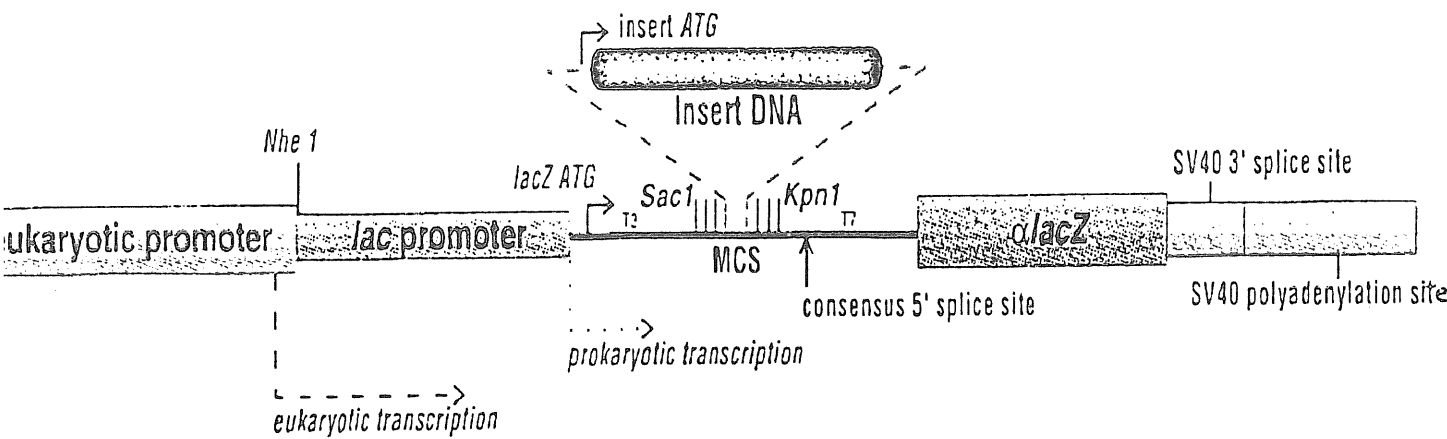 insert ATG
Insert DNA
Nhe 1
lacZ ATG
Sac1
Kpn1
SV40 3' splice site
ukaryotic promoter
lac promoter
T3
T7
αlacZ
MCS
consensus 5' splice site
SV40 polyadenylation site
prokaryotic transcription
eukaryotic transcription